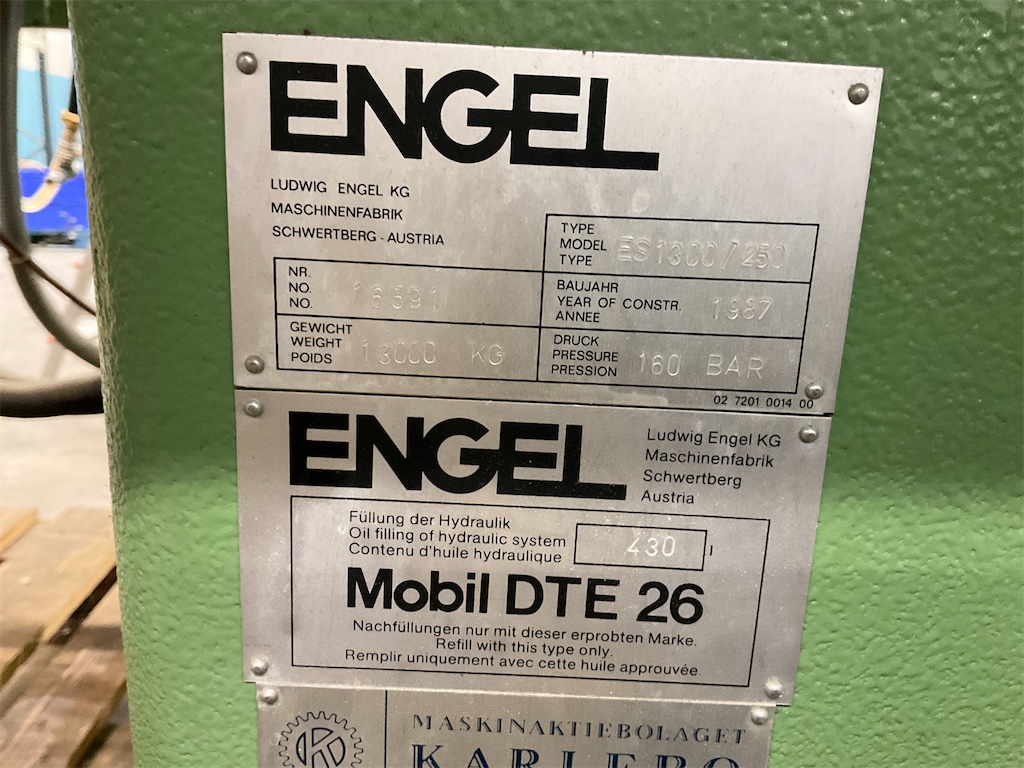 ENGEL
LUDWIG ENGEL KG
MASCHINENFABRIK
SCHWERTBERG - AUSTRIA
TYPE
MODEL
TYPE
ES1300/250
NR.
NO.
NO.
16591
BAUJAHR
YEAR OF CONSTR.
ANNEE
1987
GEWICHT
WEIGHT
POIDS
13000 KG
DRUCK
PRESSURE
PRESSION
160 BAR
02 7201 0014 00
ENGEL
Ludwig Engel KG
Maschinenfabrik
Schwertberg
Austria
Füllung der Hydraulik
Oil filling of hydraulic system
Contenu d'huile hydraulique
430 l
Mobil DTE 26
Nachfüllungen nur mit dieser erprobten Marke.
Refill with this type only.
Remplir uniquement avec cette huile approuvée.
MASKINAKTIEBOLAGET
KARLEBO